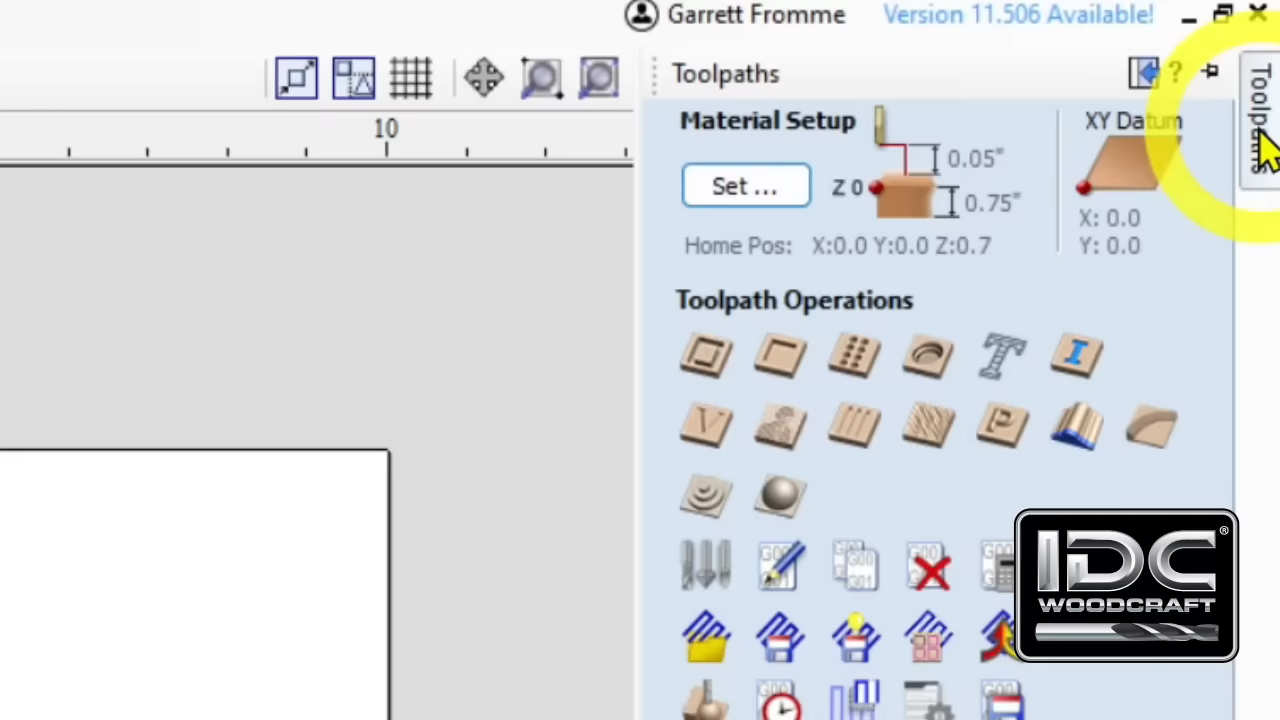 Garrett Fromme
Version 11.506 Available!
Toolpaths
?
Toolpaths
10
Material Setup
XY Datum
0.05"
Set ...
Z 0
0.75"
X: 0.0
Home Pos: X:0.0 Y:0.0 Z:0.7
Y: 0.0
Toolpath Operations
IDC®
WOODCRAFT